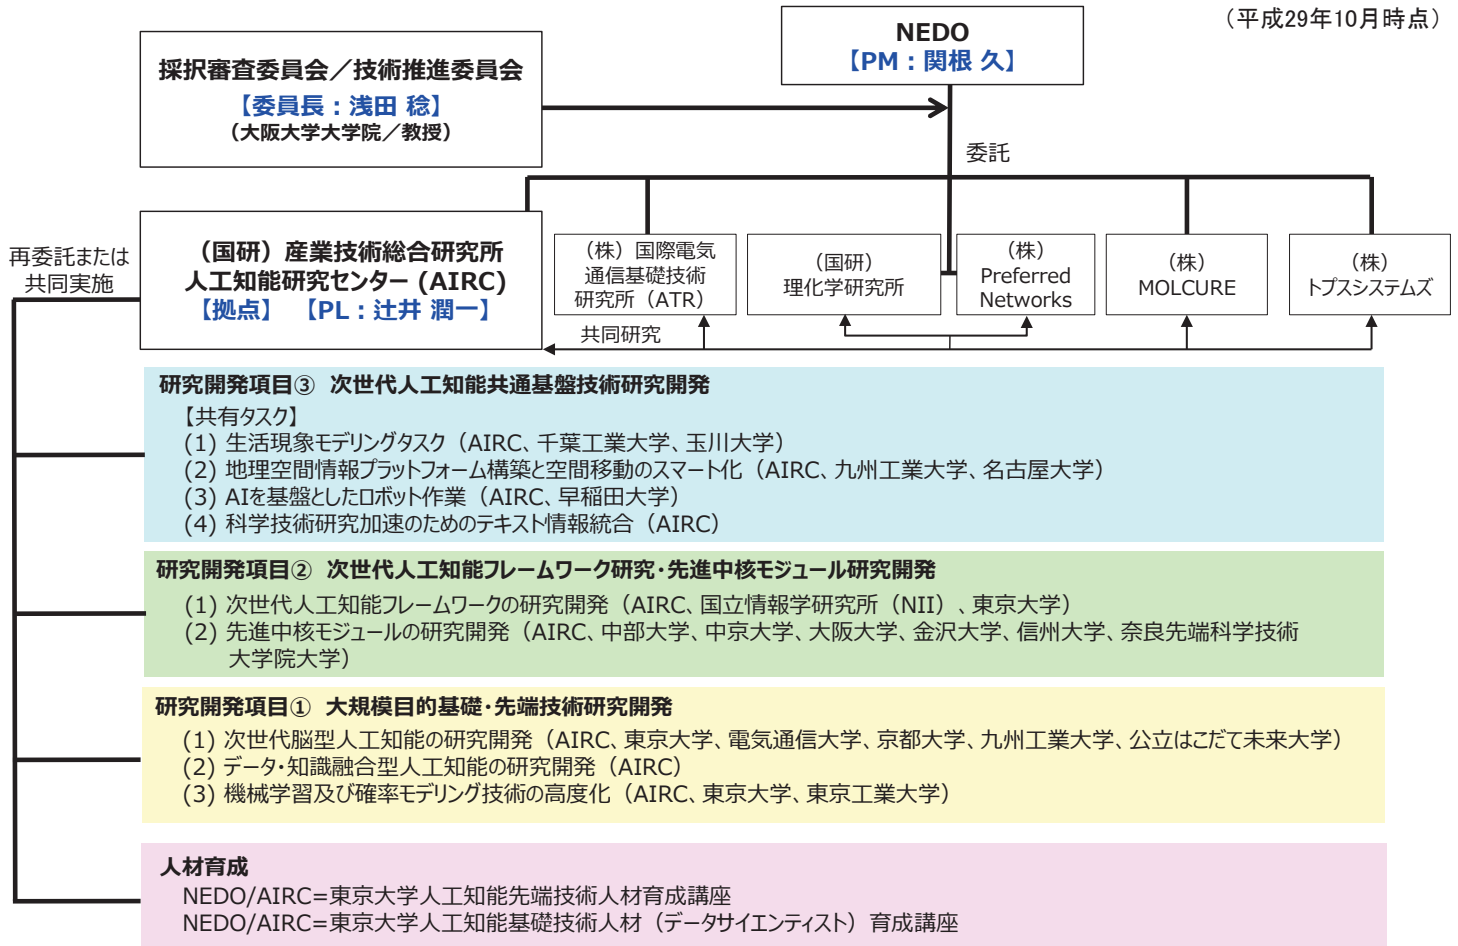 (平成29年10月時点)
NEDO
【PM：関根 久】
採択審査委員会／技術推進委員会
【委員長：浅田 稔】
（大阪大学大学院／教授）
委託
再委託または
共同実施
（国研）産業技術総合研究所
人工知能研究センター (AIRC)
【拠点】 【PL：辻井 潤一】
（株）国際電気
通信基礎技術
研究所（ATR）
（国研）
理化学研究所
（株）
Preferred
Networks
（株）
MOLCURE
（株）
トプスシステムズ
共同研究
研究開発項目③ 次世代人工知能共通基盤技術研究開発
【共有タスク】
(1) 生活現象モデリングタスク（AIRC、千葉工業大学、玉川大学）
(2) 地理空間情報プラットフォーム構築と空間移動のスマート化（AIRC、九州工業大学、名古屋大学）
(3) AIを基盤としたロボット作業（AIRC、早稲田大学）
(4) 科学技術研究加速のためのテキスト情報統合（AIRC）
研究開発項目② 次世代人工知能フレームワーク研究・先進中核モジュール研究開発
(1) 次世代人工知能フレームワークの研究開発（AIRC、国立情報学研究所（NII）、東京大学）
(2) 先進中核モジュールの研究開発（AIRC、中部大学、中京大学、大阪大学、金沢大学、信州大学、奈良先端科学技術
大学院大学）
研究開発項目① 大規模目的基礎・先端技術研究開発
(1) 次世代脳型人工知能の研究開発（AIRC、東京大学、電気通信大学、京都大学、九州工業大学、公立はこだて未来大学）
(2) データ・知識融合型人工知能の研究開発（AIRC）
(3) 機械学習及び確率モデリング技術の高度化（AIRC、東京大学、東京工業大学）
人材育成
NEDO/AIRC=東京大学人工知能先端技術人材育成講座
NEDO/AIRC=東京大学人工知能基礎技術人材（データサイエンティスト）育成講座